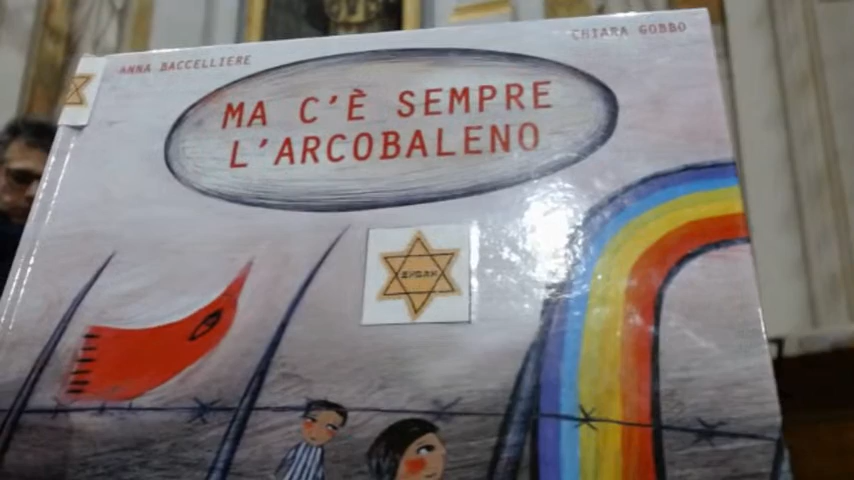 ANNA BACCELLIERE
CHIARA GOBBO
MA C'È SEMPRE
L'ARCOBALENO